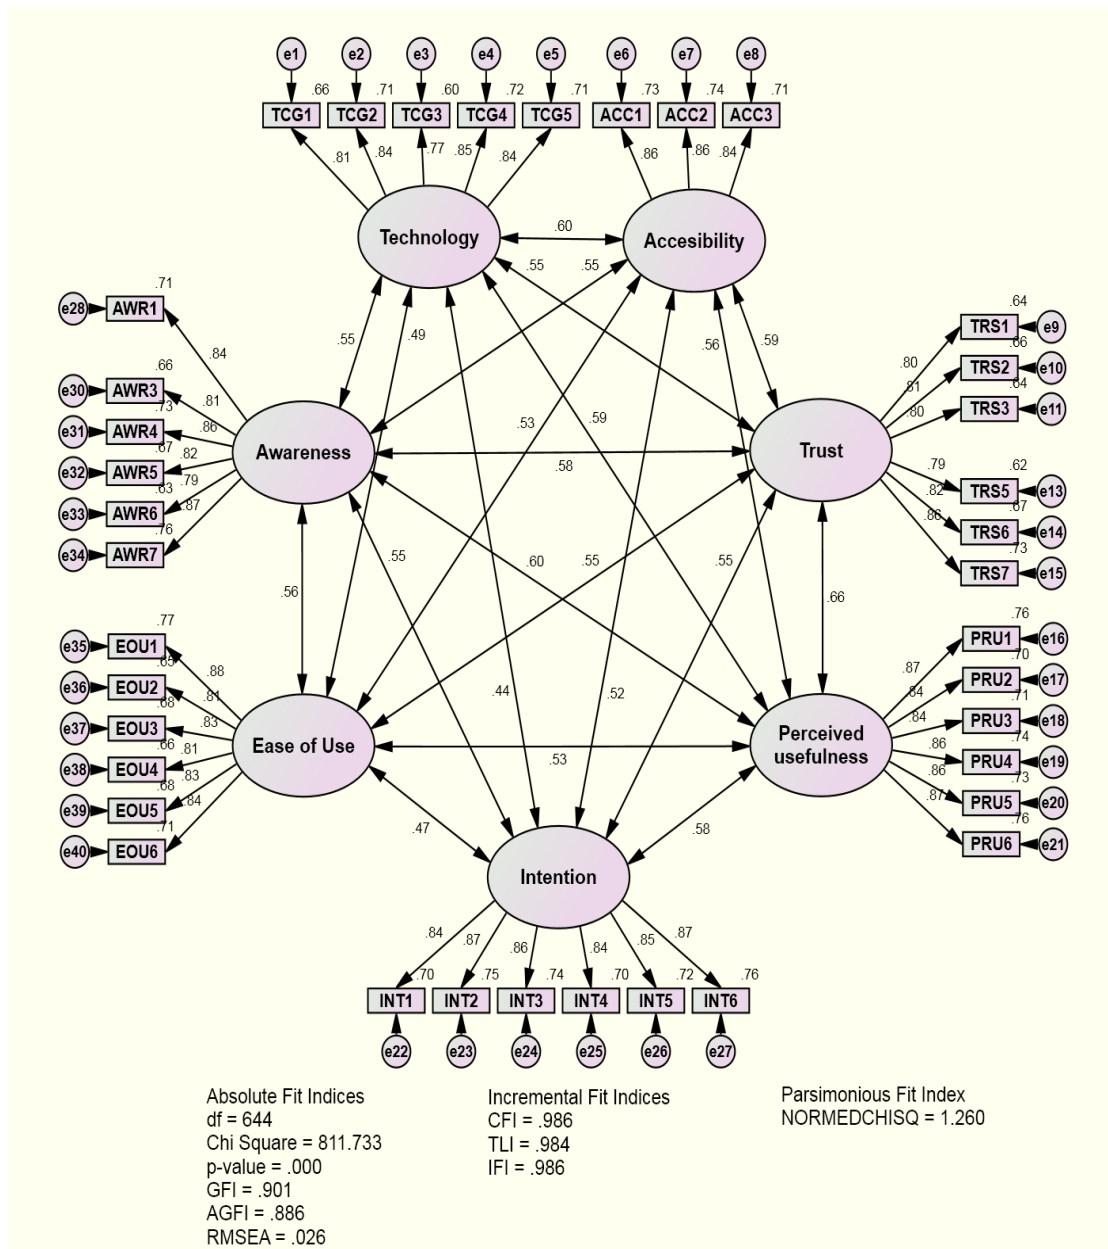 e1 e2 e3 e4 e5 e6 e7 e8
.66 .71 .60 .72 .71 .73 .74 .71
TCG1 TCG2 TCG3 TCG4 TCG5 ACC1 ACC2 ACC3
.81 .84 .77 .85 .84 .86 .86 .84
Technology .60 Accesibility
.55 .55
.71
e28 AWR1
.84
.55 .49 .56 .59
.64
TRS1 e9
.80 .66
TRS2 e10
.81 .64
TRS3 e11
.80
.66
e30 AWR3
.81 .73
e31 AWR4
.86 .67
e32 AWR5
.82 .63
e33 AWR6
.79 .76
e34 AWR7
.87
Awareness .58 Trust
.53 .59
.79 .62
TRS5 e13
.82 .67
TRS6 e14
.86 .73
TRS7 e15
.56 .55 .60 .55 .55 .66
.77
e35 EOU1
.88 .65
e36 EOU2
.81 .68
e37 EOU3
.83 .66
e38 EOU4
.81 .68
e39 EOU5
.83 .71
e40 EOU6
.84
Ease of Use .53 Perceived
usefulness
.44 .52
.76
PRU1 e16
.87 .70
PRU2 e17
.84 .71
PRU3 e18
.84 .74
PRU4 e19
.86 .73
PRU5 e20
.86 .76
PRU6 e21
.87
.47 .58
Intention
.84 .87 .86 .84 .85 .87
.70 .75 .74 .70 .72 .76
INT1 INT2 INT3 INT4 INT5 INT6
e22 e23 e24 e25 e26 e27
Absolute Fit Indices
df = 644
Chi Square = 811.733
p-value = .000
GFI = .901
AGFI = .886
RMSEA = .026
Incremental Fit Indices
CFI = .986
TLI = .984
IFI = .986
Parsimonious Fit Index
NORMEDCHISQ = 1.260